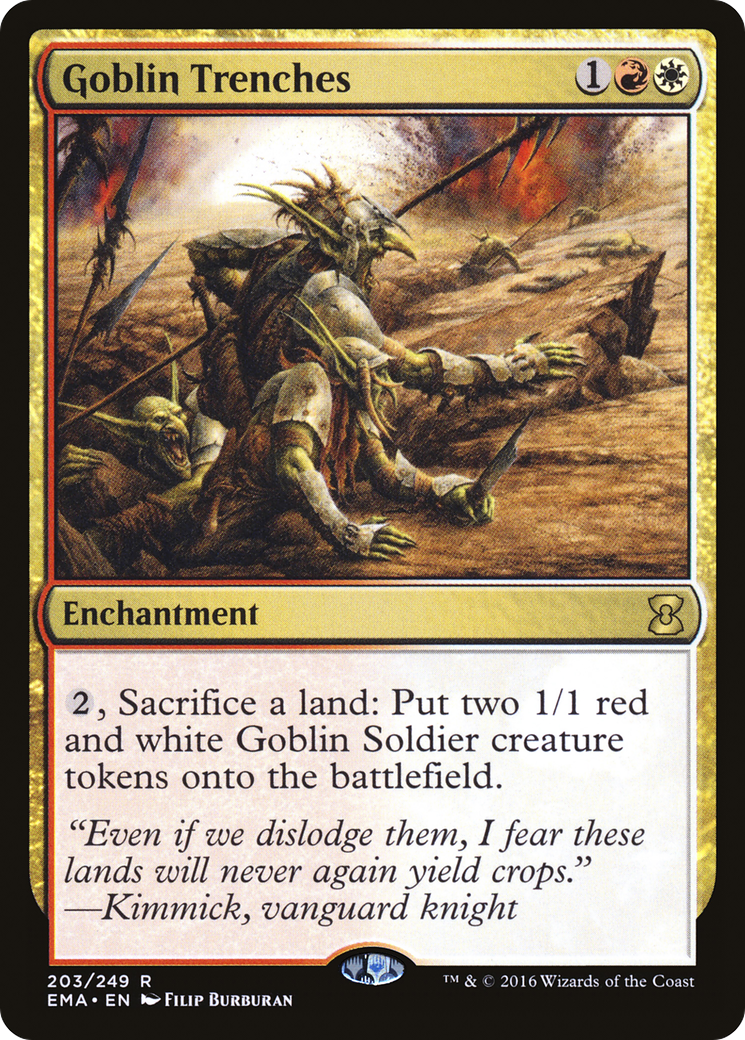 Goblin Trenches 1
Enchantment
2, Sacrifice a land: Put two 1/1 red
and white Goblin Soldier creature
tokens onto the battlefield.
“Even if we dislodge them, I fear these
lands will never again yield crops.”
—Kimmick, vanguard knight
203/249 R
EMA • EN Filip Burburan
™ & © 2016 Wizards of the Coast